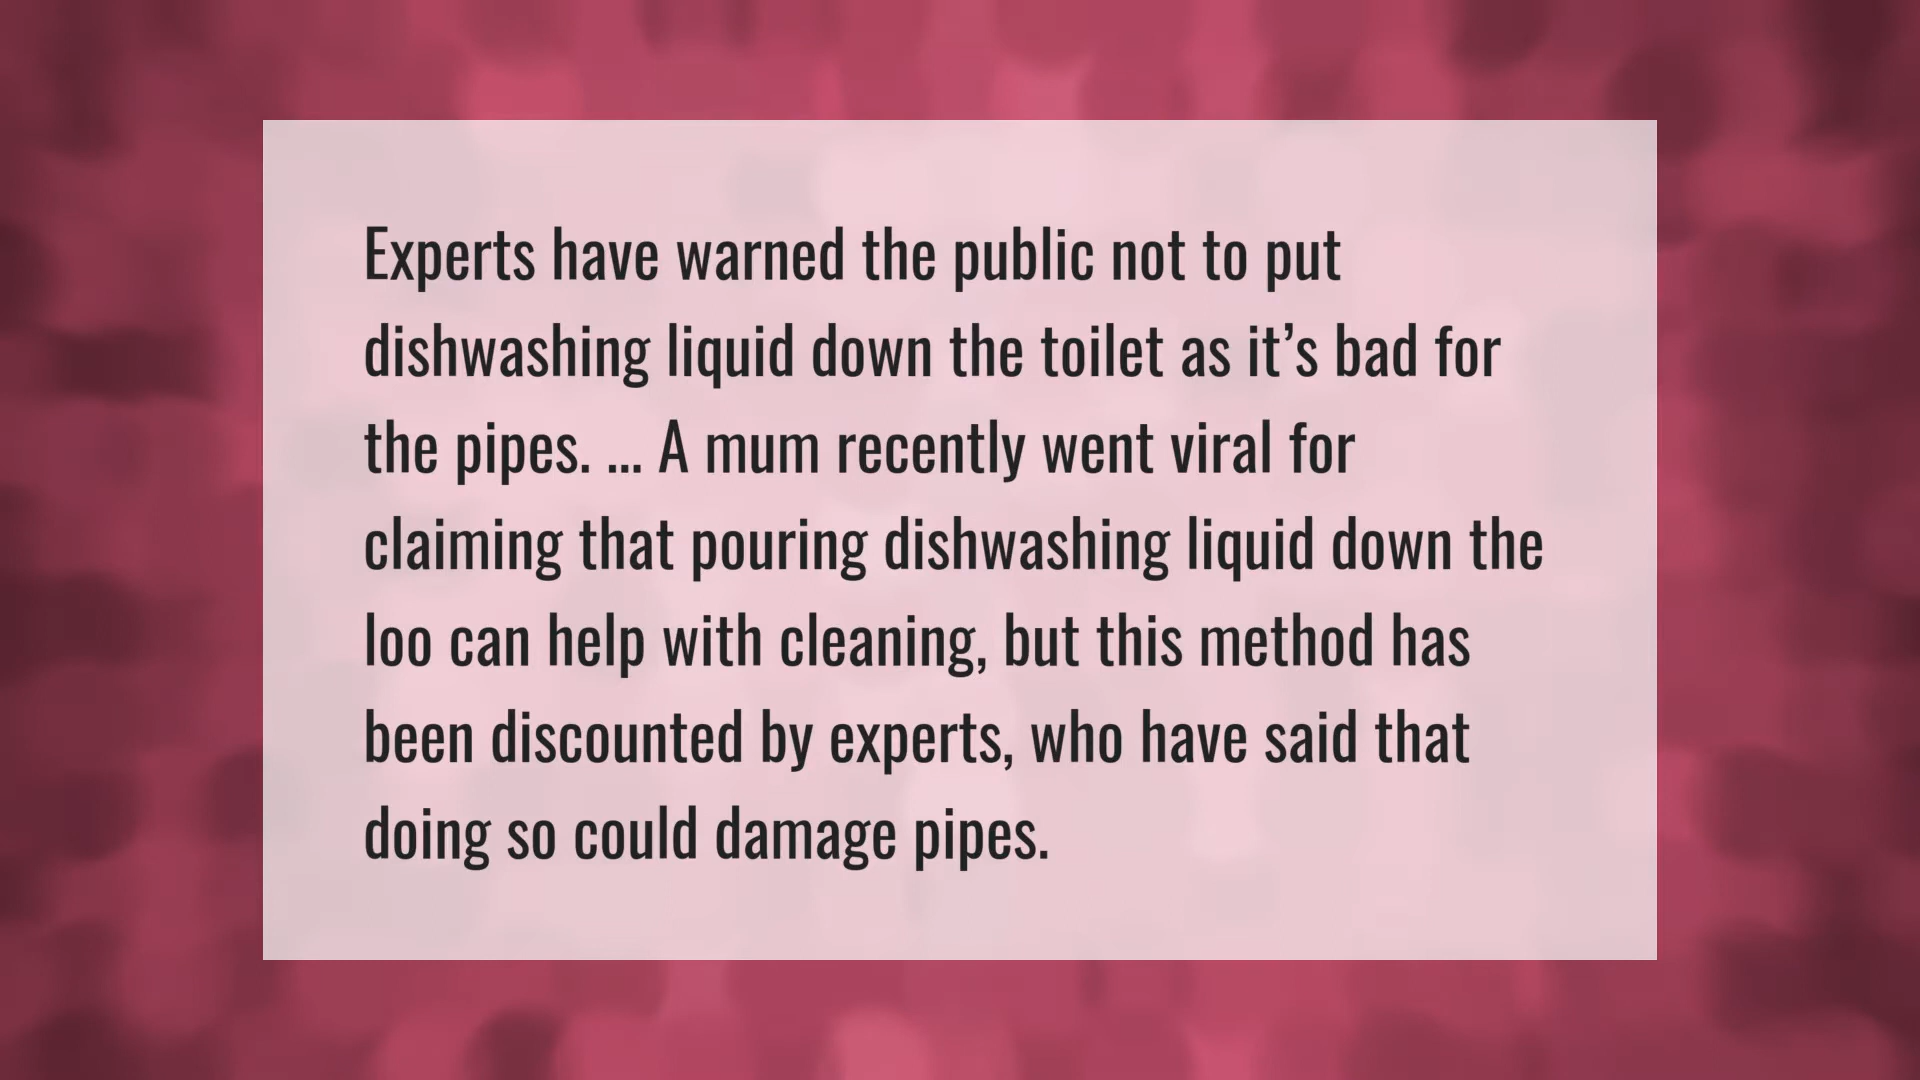 Experts have warned the public not to put
dishwashing liquid down the toilet as it’s bad for
the pipes. ... A mum recently went viral for
claiming that pouring dishwashing liquid down the
loo can help with cleaning, but this method has
been discounted by experts, who have said that
doing so could damage pipes.